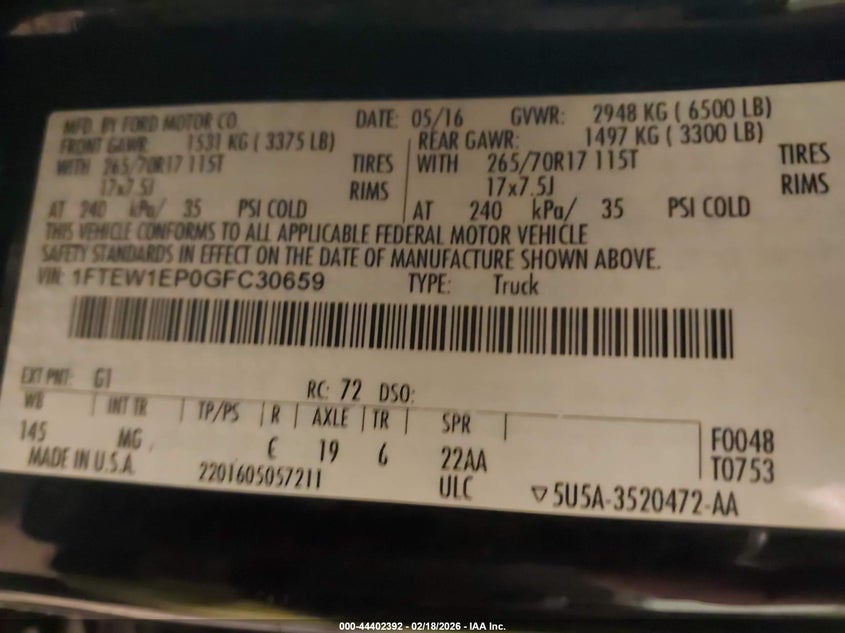 MFD. BY FORD MOTOR CO. DATE: 05/16 GVWR: 2948 KG ( 6500 LB)
FRONT GAWR: 1531 KG ( 3375 LB) REAR GAWR: 1497 KG ( 3300 LB)
WITH 265/70R17 115T TIRES WITH 265/70R17 115T TIRES
17x7.5J RIMS 17x7.5J RIMS
AT 240 kPa/ 35 PSI COLD AT 240 kPa/ 35 PSI COLD
THIS VEHICLE CONFORMS TO ALL APPLICABLE FEDERAL MOTOR VEHICLE
SAFETY STANDARDS IN EFFECT ON THE DATE OF MANUFACTURE SHOWN ABOVE.
VIN: 1FTEW1EP0GFC30659 TYPE: Truck
EXT PNT: G1 RC: 72 DSO:
WB INT TR TP/PS R AXLE TR SPR
145 MG E 19 6 22AA F0048
MADE IN U.S.A. 2201605057211 ULC T0753
▽5U5A-3520472-AA
000-44402392 - 02/18/2026 - IAA Inc.